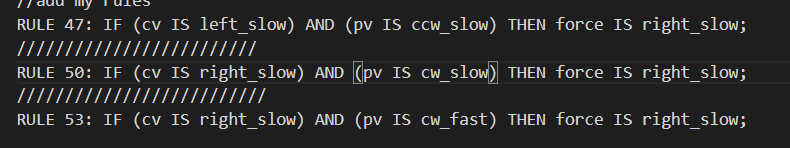 //add my rules
RULE 47: IF (cv IS left_slow) AND (pv IS ccw_slow) THEN force IS right_slow;
/////////////////////////
RULE 50: IF (cv IS right_slow) AND (pv IS cw_slow) THEN force IS right_slow;
//////////////////////////
RULE 53: IF (cv IS right_slow) AND (pv IS cw_fast) THEN force IS right_slow;